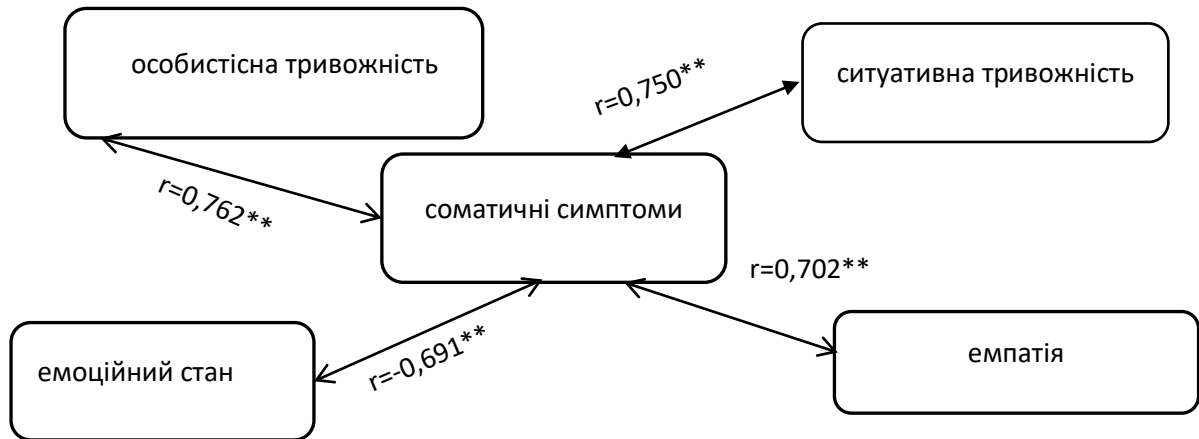 особистісна тривожність
ситуативна тривожність
r=0,750**
r=0,762**
соматичні симптоми
r=0,702**
r=-0,691**
емоційний стан
емпатія